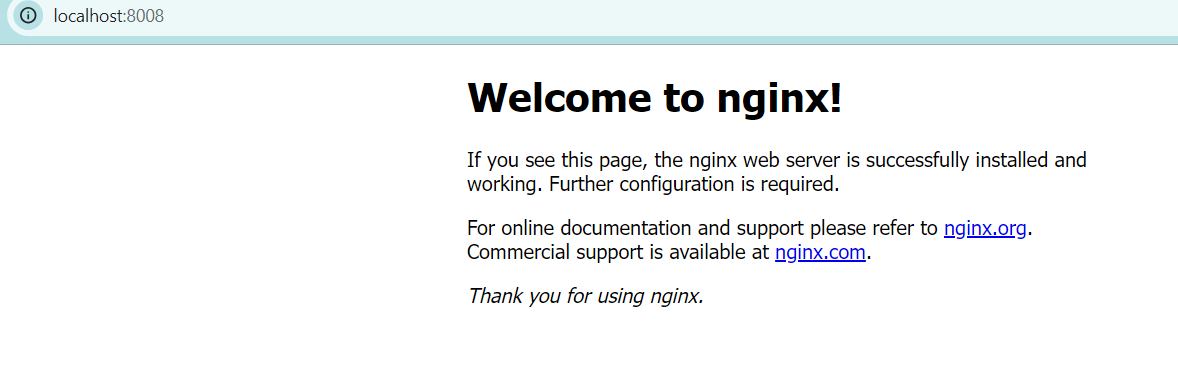 localhost:8008
Welcome to nginx!
If you see this page, the nginx web server is successfully installed and
working. Further configuration is required.
For online documentation and support please refer to nginx.org.
Commercial support is available at nginx.com.
Thank you for using nginx.